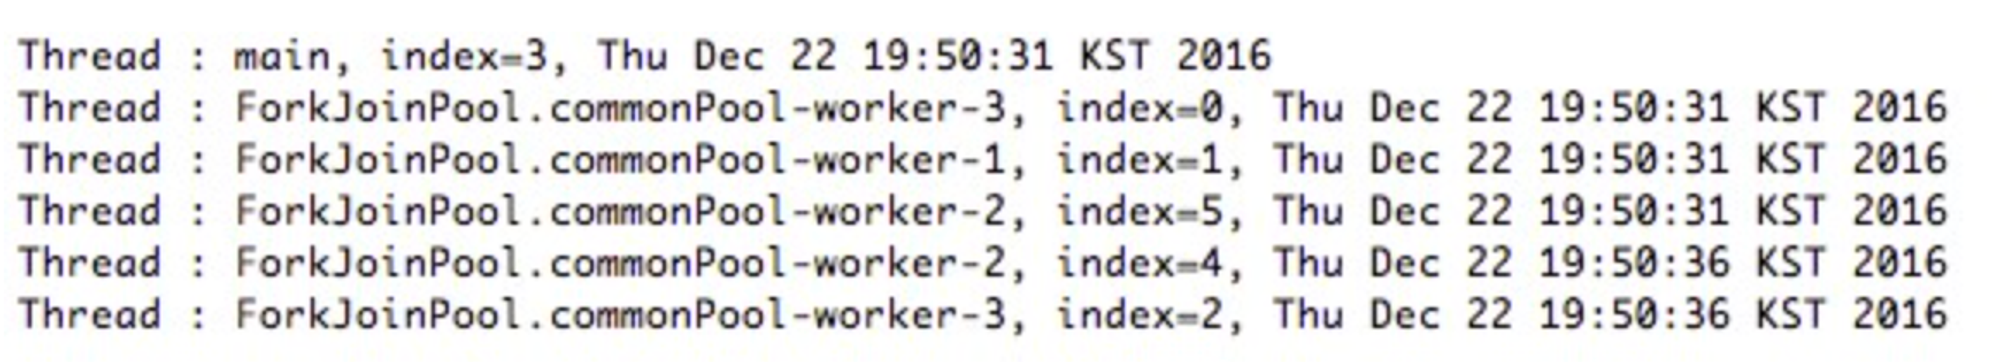 Thread : main, index=3, Thu Dec 22 19:50:31 KST 2016
Thread : ForkJoinPool.commonPool-worker-3, index=0, Thu Dec 22 19:50:31 KST 2016
Thread : ForkJoinPool.commonPool-worker-1, index=1, Thu Dec 22 19:50:31 KST 2016
Thread : ForkJoinPool.commonPool-worker-2, index=5, Thu Dec 22 19:50:31 KST 2016
Thread : ForkJoinPool.commonPool-worker-2, index=4, Thu Dec 22 19:50:36 KST 2016
Thread : ForkJoinPool.commonPool-worker-3, index=2, Thu Dec 22 19:50:36 KST 2016